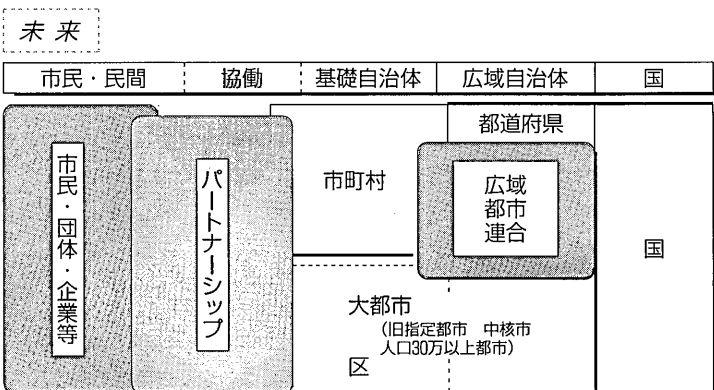 未来
市民・民間 協働 基礎自治体 広域自治体 国
都道府県
市民・団体・企業等
パートナーシップ
市町村
広域
都市
連合
国
大都市
(旧指定都市 中核市
人口30万以上都市)
区